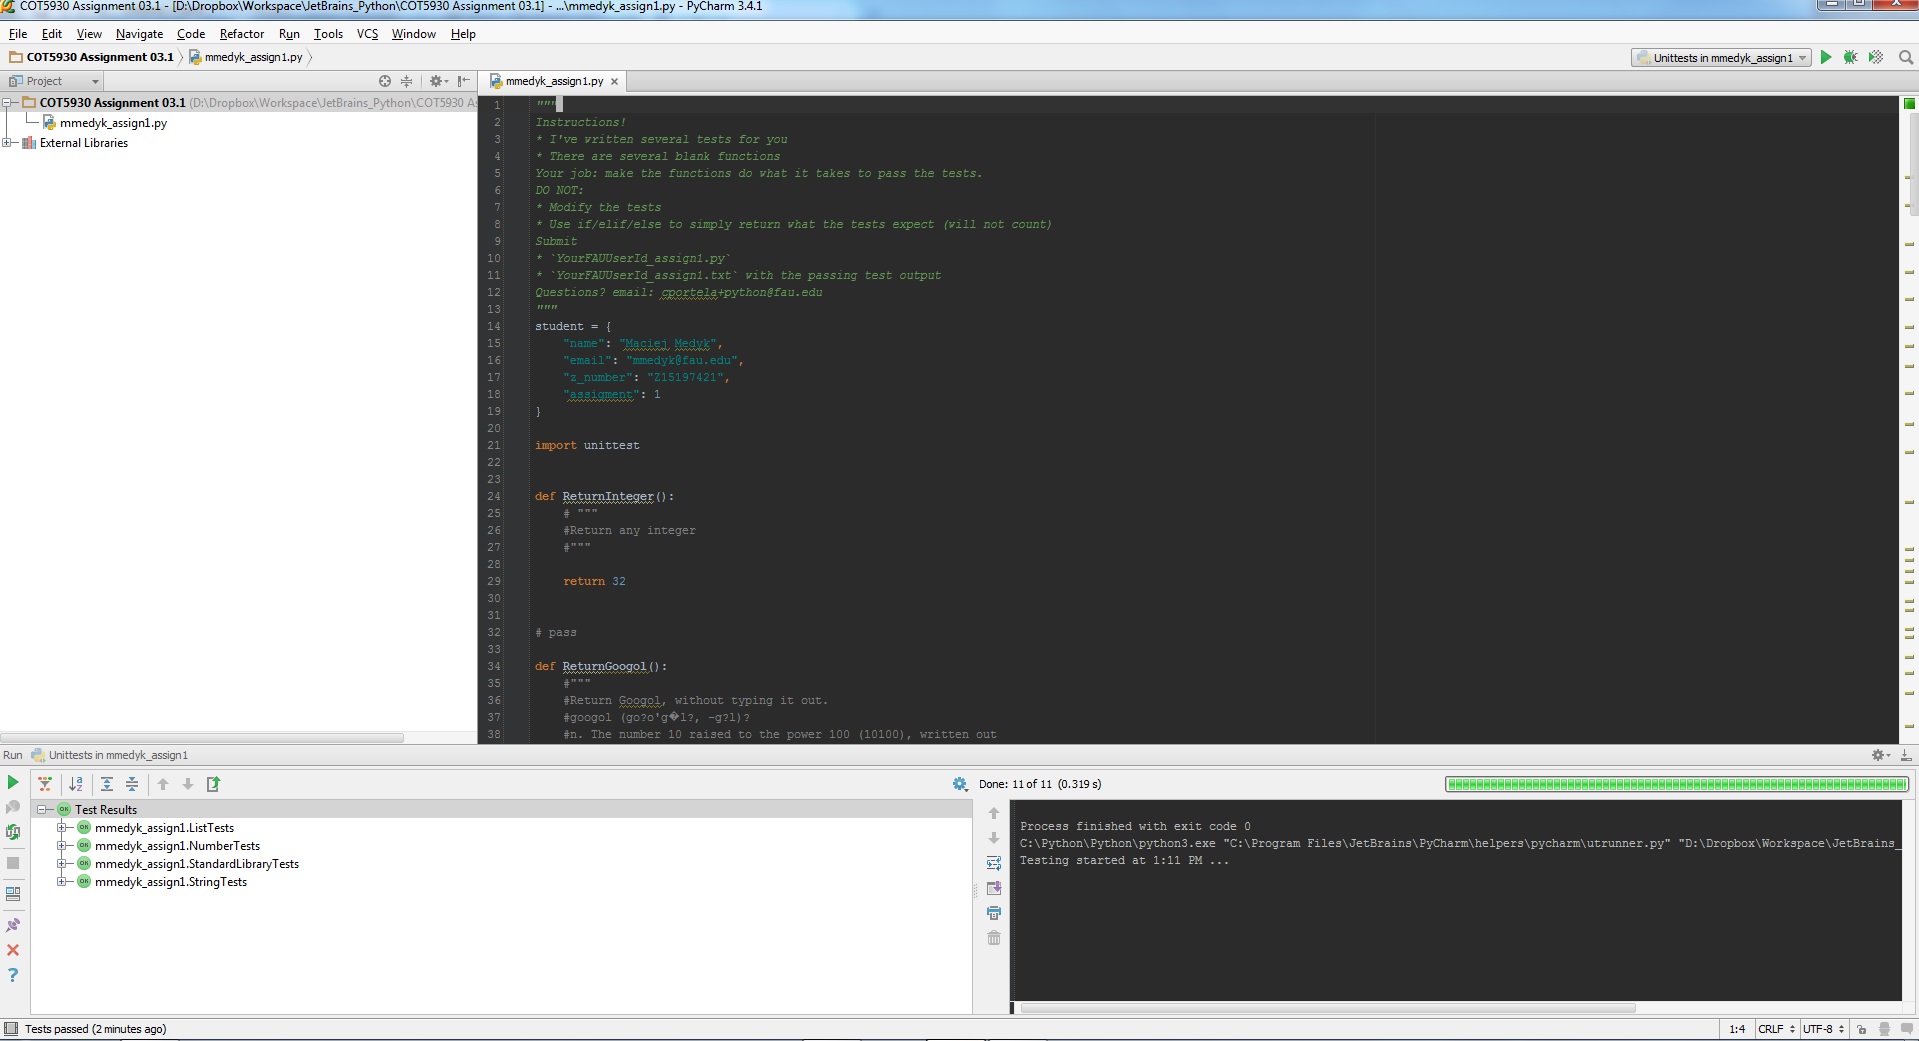 COT5930 Assignment 03.1 - [D:\Dropbox\Workspace\JetBrains_Python\COT5930 Assignment 03.1] - ...\mmedyk_assign1.py - PyCharm 3.4.1
File Edit View Navigate Code Refactor Run Tools VCS Window Help
COT5930 Assignment 03.1 mmedyk_assign1.py
Unittests in mmedyk_assign1
Project
mmedyk_assign1.py
COT5930 Assignment 03.1 (D:\Dropbox\Workspace\JetBrains_Python\COT5930 As
mmedyk_assign1.py
External Libraries
1 """
2 Instructions!
3 * I've written several tests for you
4 * There are several blank functions
5 Your job: make the functions do what it takes to pass the tests.
6 DO NOT:
7 * Modify the tests
8 * Use if/elif/else to simply return what the tests expect (will not count)
9 Submit
10 * `YourFAUUserId_assign1.py`
11 * `YourFAUUserId_assign1.txt` with the passing test output
12 Questions? email: cportela+python@fau.edu
13 """
14 student = {
15 "name": "Maciej Medyk",
16 "email": "mmedyk@fau.edu",
17 "z_number": "Z15197421",
18 "assigment": 1
19 }
20
21 import unittest
22
23
24 def ReturnInteger():
25 # """
26 #Return any integer
27 #"""
28
29 return 32
30
31
32 # pass
33
34 def ReturnGoogol():
35 #"""
36 #Return Googol, without typing it out.
37 #googol (go?o'g�l?, -g?l)?
38 #n. The number 10 raised to the power 100 (10100), written out
Run Unittests in mmedyk_assign1
Done: 11 of 11 (0.319 s)
OK Test Results
OK mmedyk_assign1.ListTests
OK mmedyk_assign1.NumberTests
OK mmedyk_assign1.StandardLibraryTests
OK mmedyk_assign1.StringTests
Process finished with exit code 0
C:\Python\Python\python3.exe "C:\Program Files\JetBrains\PyCharm\helpers\pycharm\utrunner.py" "D:\Dropbox\Workspace\JetBrains_
Testing started at 1:11 PM ...
Tests passed (2 minutes ago)
1:4 CRLF UTF-8